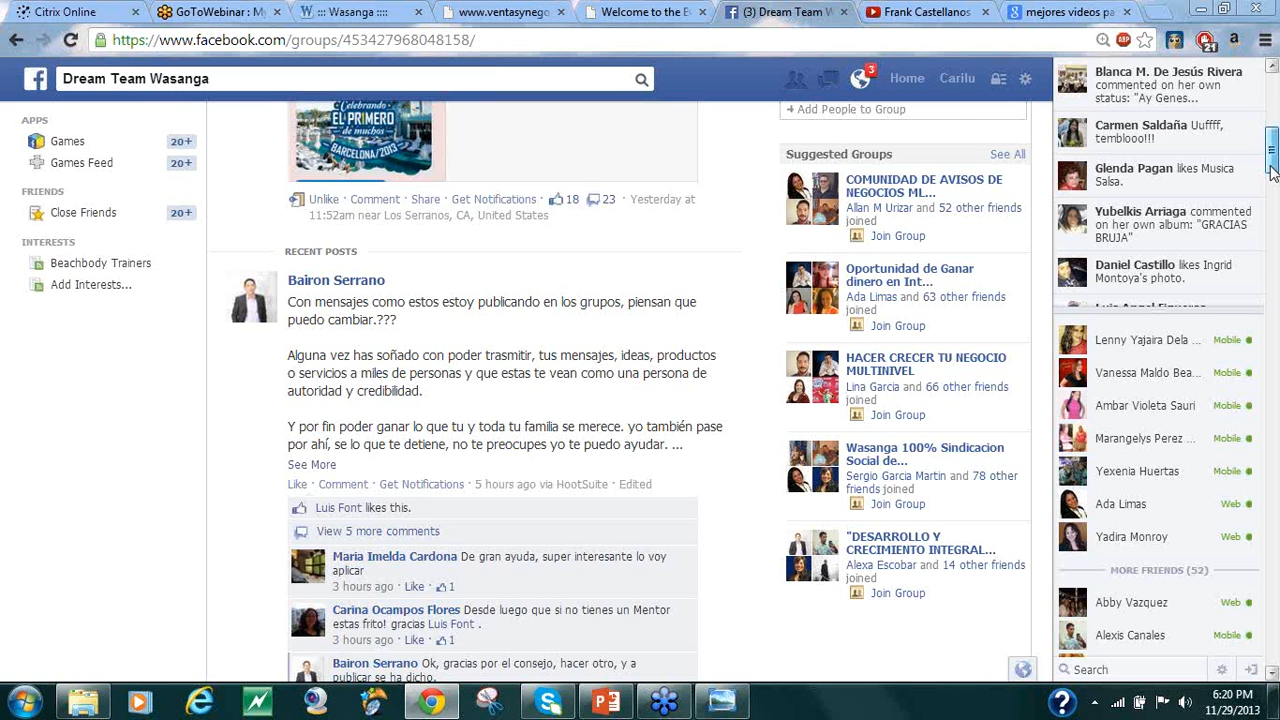 Citrix Online
GoToWebinar : My
::: Wasanga ::::
www.ventasynego
Welcome to the E
(3) Dream Team W
Frank Castellanos
mejores videos pa
https://www.facebook.com/groups/453427968048158/
ABP
21
Dream Team Wasanga
3
Home
Carilu
APPS
Games 20+
Games Feed 20+
FRIENDS
Close Friends 20+
INTERESTS
Beachbody Trainers
Add Interests...
Celebrando
EL PRIMERO
de muchos
BARCELONA/2013
Unlike · Comment · Share · Get Notifications · 18 23 · Yesterday at
11:52am near Los Serranos, CA, United States
RECENT POSTS
Bairon Serrano
Con mensajes como estos estoy publicando en los grupos, piensan que
puedo cambiar.???
Alguna vez has soñado con poder trasmitir, tus mensajes, ideas, productos
o servicios a miles de personas y que estas te vean como una persona de
autoridad y credibilidad.
Y por fin poder ganar lo que tu y toda tu familia se merece. yo también pase
por ahí, se lo que te detiene, no te preocupes yo te puedo ayudar. ...
See More
Like · Comment · Get Notifications · 5 hours ago via HootSuite · Edited
Luis Font likes this.
View 5 more comments
Maria Imelda Cardona De gran ayuda, super interesante lo voy
aplicar
3 hours ago · Like · 1
Carina Ocampos Flores Desde luego que si no tienes un Mentor
estas frito! gracias Luis Font .
3 hours ago · Like · 1
Bairon Serrano Ok, gracias por el consejo, hacer otro, y a
publicar se ha dicho.
+ Add People to Group
Suggested Groups
See All
COMUNIDAD DE AVISOS DE
NEGOCIOS ML...
Allan M Urizar and 52 other friends
joined
Join Group
Oportunidad de Ganar
dinero en Int...
Ada Limas and 63 other friends
joined
Join Group
HACER CRECER TU NEGOCIO
MULTINIVEL
Lina Garcia and 66 other friends
joined
Join Group
Wasanga 100% Sindicacion
Social de...
Sergio Garcia Martin and 78 other
friends joined
Join Group
"DESARROLLO Y
CRECIMIENTO INTEGRAL...
Alexa Escobar and 14 other friends
joined
Join Group
Blanca M. De Jesús Rivera
commented on her own
status: "Ay Genes...
Carmen Saldaña Uuffff,
temblooo!!!
Glenda Pagan likes Musica
Salsa.
Yubelkis Arriaga commented
on her own album: "GRACIAS
BRUJA"
Daniel Castillo likes Ingrid
Montoya's photo.
Luis Angel Figueroa
Lenny Yajaira Dela ... Mobile
Vanessa Maldo Bea... Mobile
Ambar Violeta Sauri Mobile
Marangelys Perez ... Mobile
Yexenia Huertas Mobile
Ada Limas Web
Yadira Monroy Web
MORE FRIENDS (52)
Abby Vazquez Web
Alexis Canales Mobile
Search
6:20 PM
11/29/2013